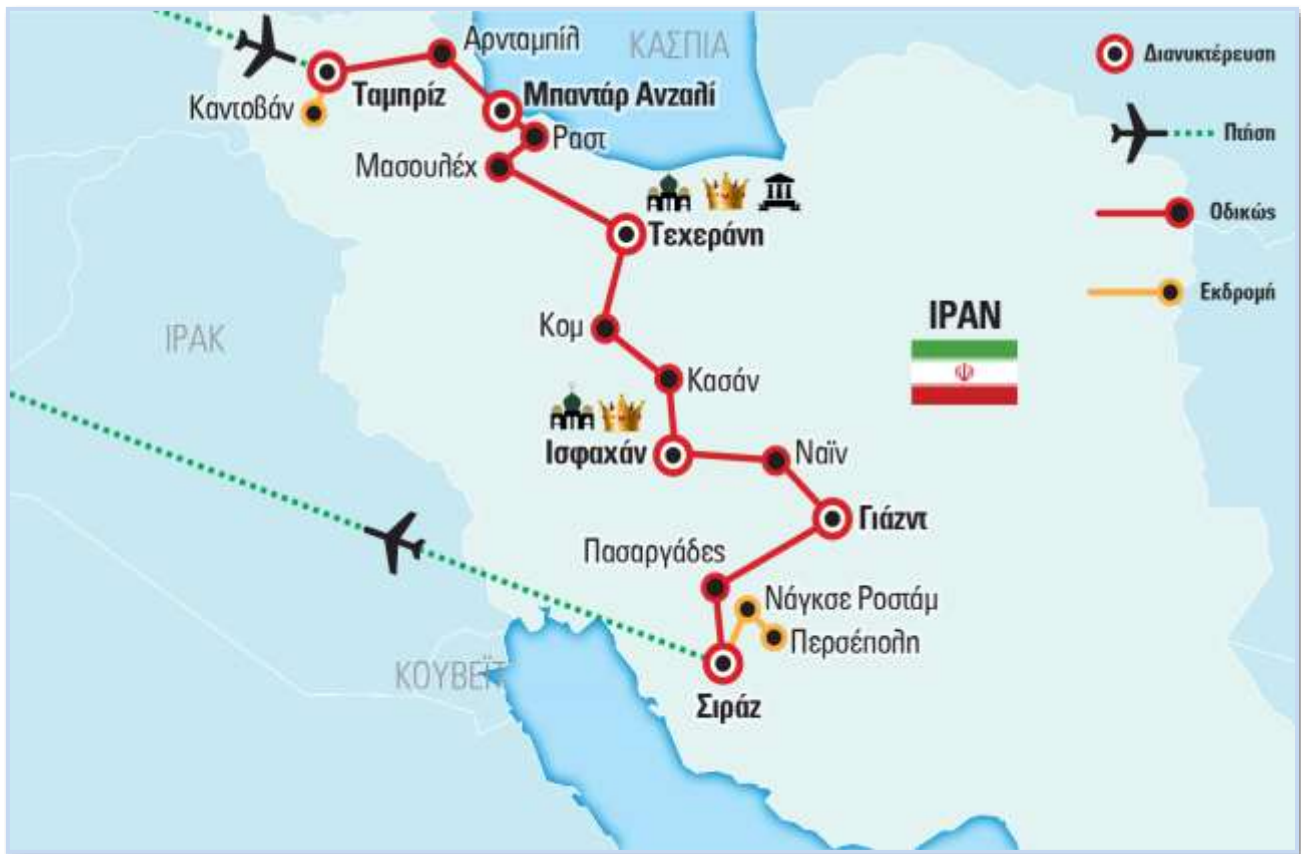 Αρνταμπίλ
ΚΑΣΠΙΑ
Διανυκτέρευση
Ταμπρίζ
Μπαντάρ Ανζαλί
Καντοβάν
Ραστ
Πτήση
Μασουλέχ
Οδικώς
Τεχεράνη
Εκδρομή
Κομ
ΙΡΑΝ
ΙΡΑΚ
Κασάν
Ισφαχάν
Ναϊν
Γιάζντ
Πασαργάδες
Νάγκσε Ροστάμ
Περσέπολη
ΚΟΥΒΕΪΤ
Σιράζ